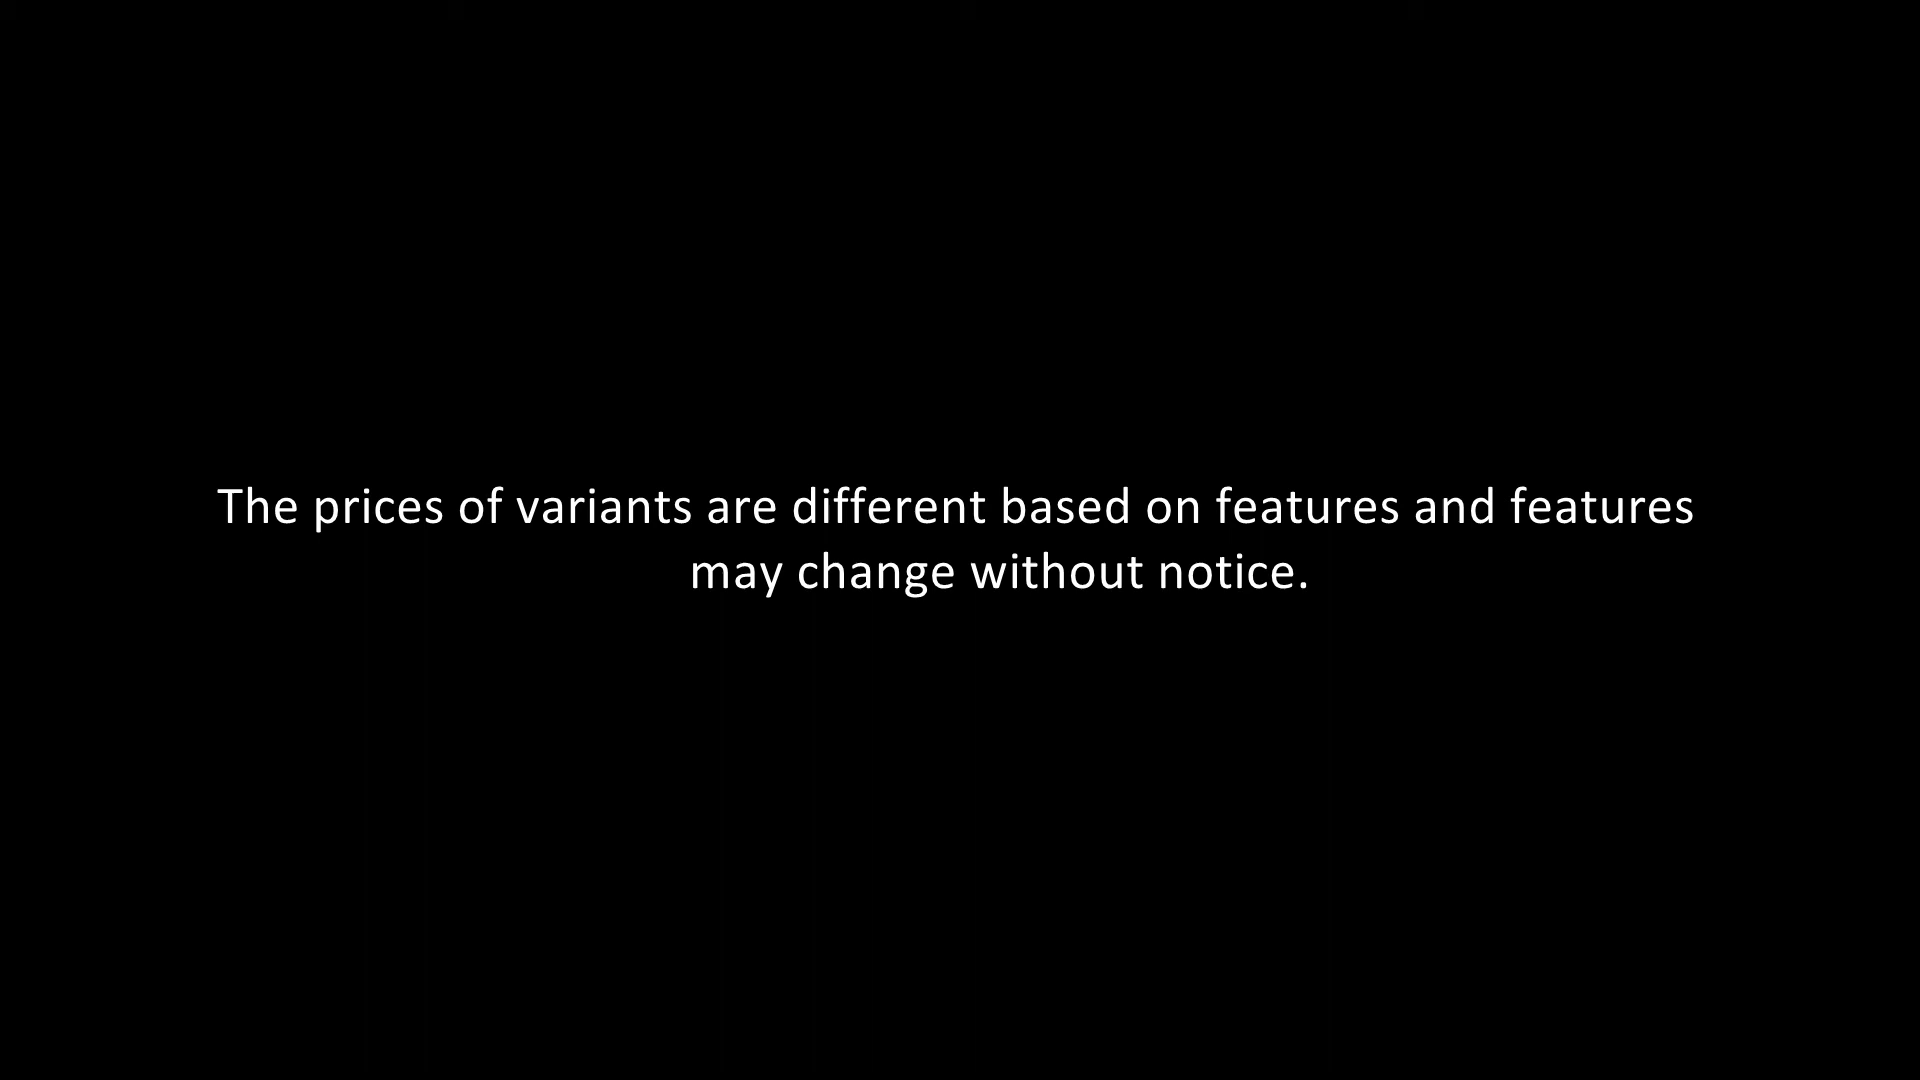 The prices of variants are different based on features and features
may change without notice.